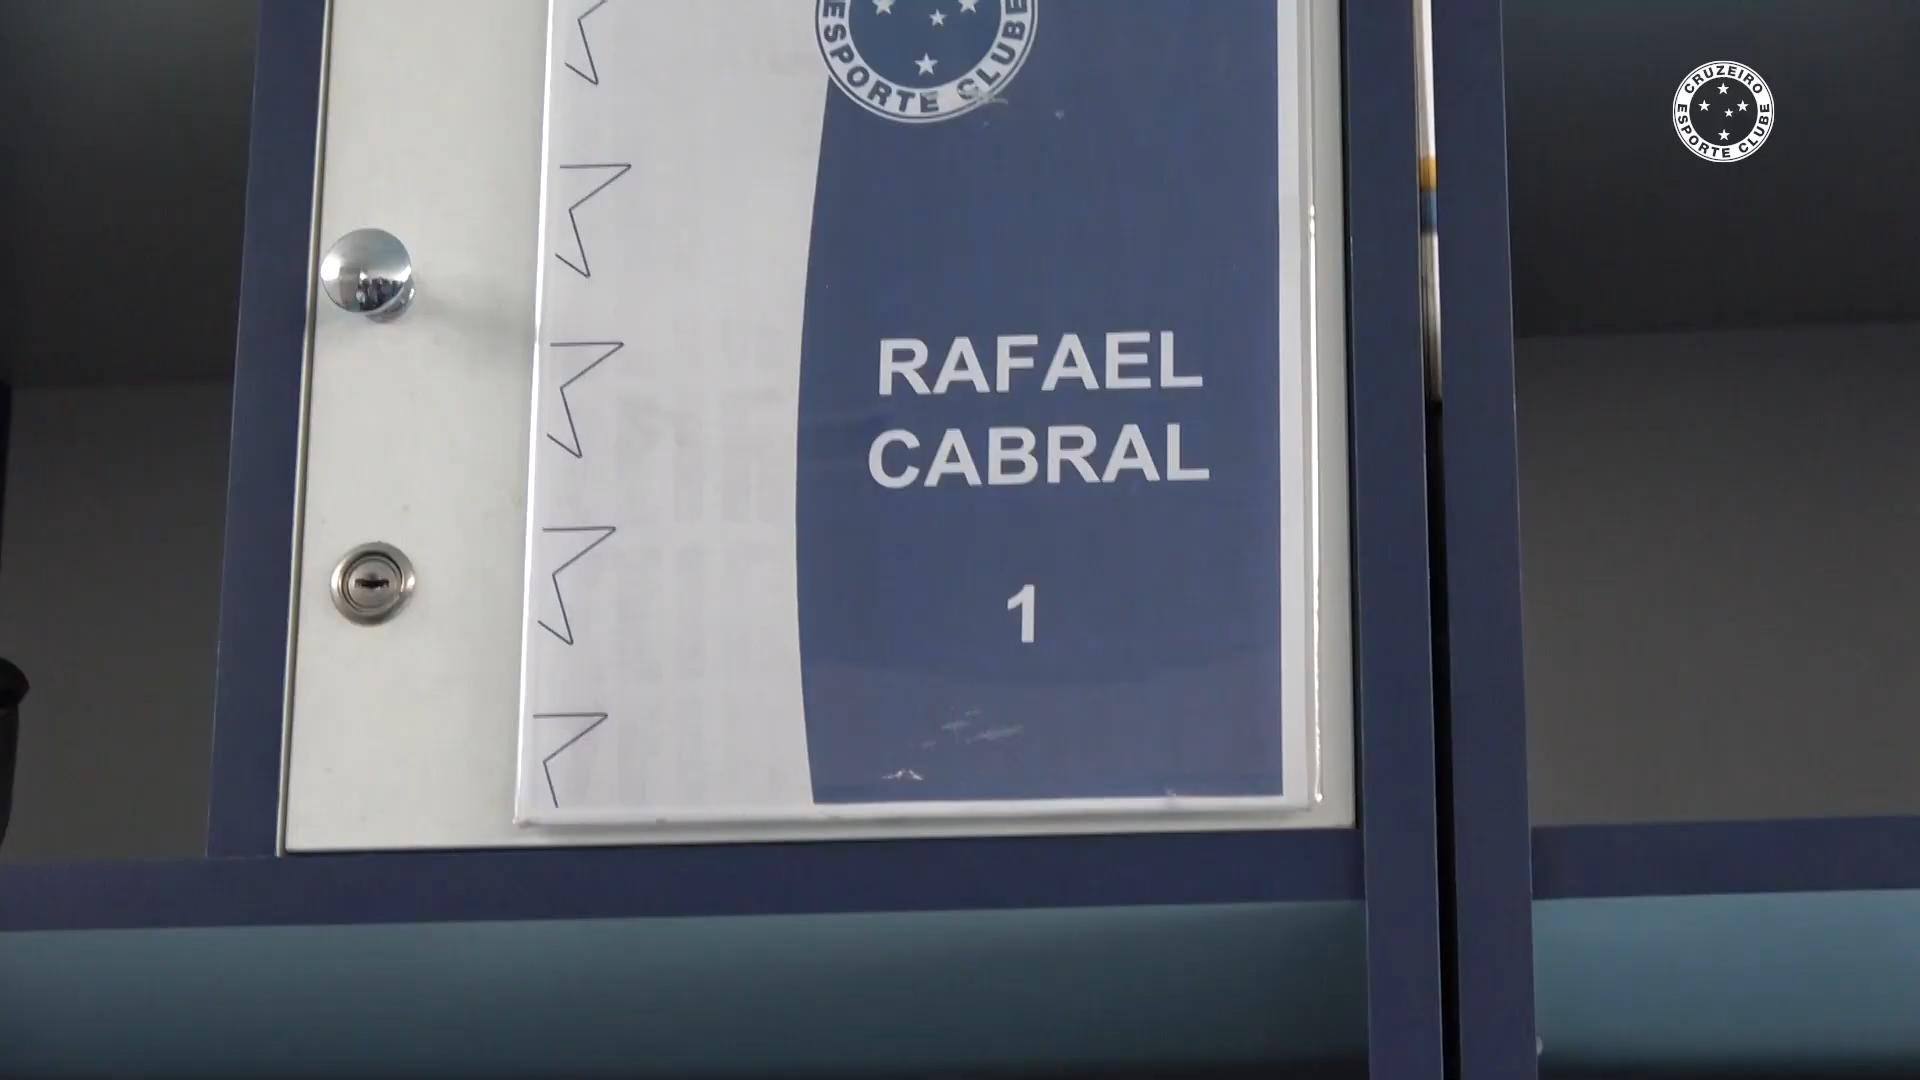 ESPORTE CLUBE
CRUZEIRO
ESPORTE CLUBE
RAFAEL
CABRAL
1